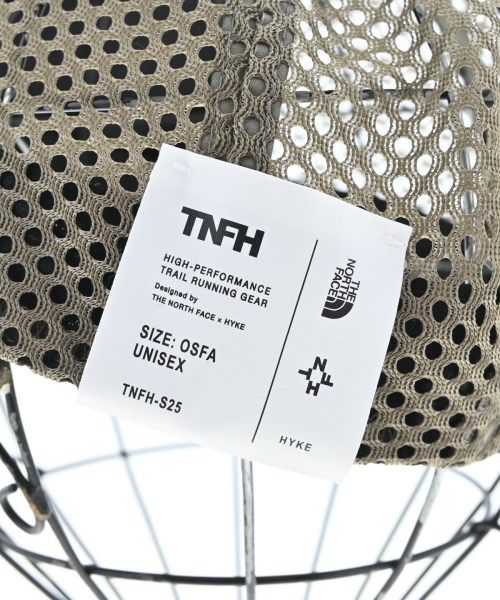 TNFH
HIGH-PERFORMANCE
TRAIL RUNNING GEAR
Designed by
THE NORTH FACE × HYKE
SIZE: OSFA
UNISEX
TNFH-S25
THE
NORTH
FACE
TNFH
HYKE